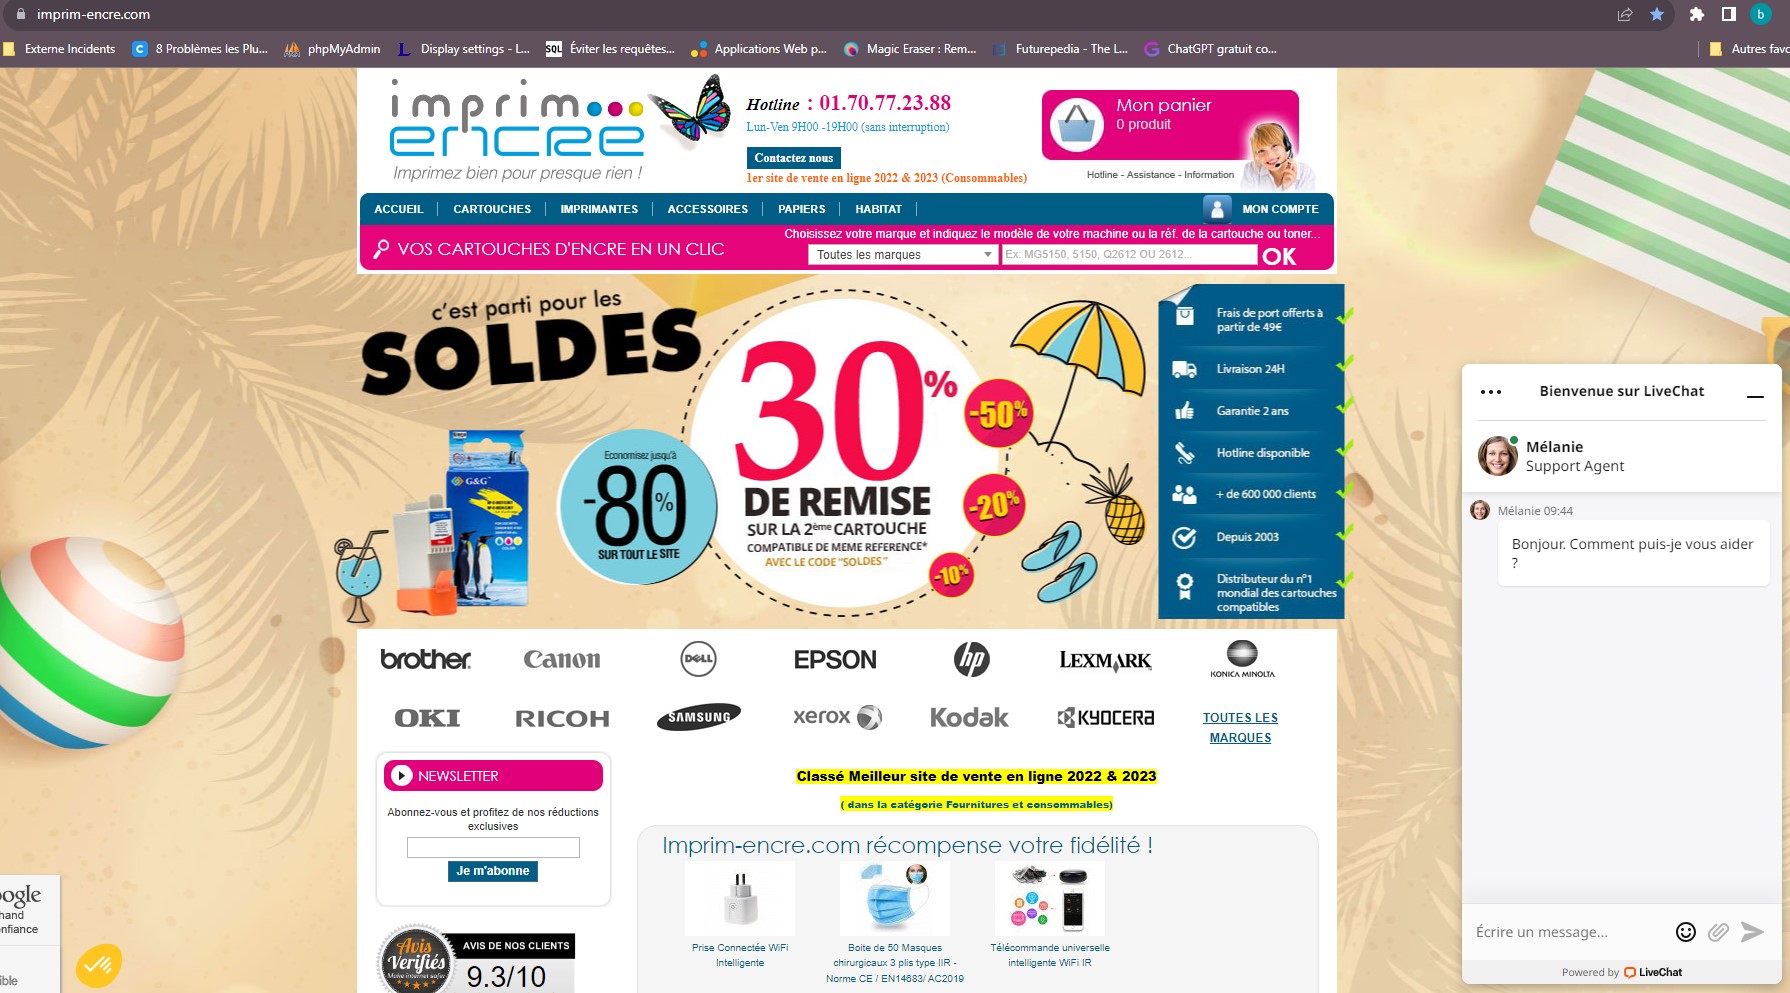 imprim-encre.com
Externe Incidents
8 Problèmes les Plu...
phpMyAdmin
Display settings - L...
SQL
Éviter les requêtes...
Applications Web p...
Magic Eraser : Rem...
Futurepedia - The L...
ChatGPT gratuit co...
Autres favo
b
imprim
encre
Imprimez bien pour presque rien !
Hotline : 01.70.77.23.88
Lun-Ven 9H00 -19H00 (sans interruption)
Contactez nous
1er site de vente en ligne 2022 & 2023 (Consommables)
Mon panier
0 produit
Hotline - Assistance - Information
ACCUEIL
CARTOUCHES
IMPRIMANTES
ACCESSOIRES
PAPIERS
HABITAT
MON COMPTE
VOS CARTOUCHES D'ENCRE EN UN CLIC
Choisissez votre marque et indiquez le modèle de votre machine ou la réf. de la cartouche ou toner...
Toutes les marques
Ex: MG5150, 5150, Q2612 OU 2612...
OK
c'est parti pour les
SOLDES
G&G
Economisez jusqu'à
-80%
SUR TOUT LE SITE
30%
DE REMISE
SUR LA 2ème CARTOUCHE
COMPATIBLE DE MEME REFERENCE*
AVEC LE CODE "SOLDES"
-50%
-20%
-10%
Frais de port offerts à
partir de 49€
Livraison 24H
Garantie 2 ans
Hotline disponible
+ de 600 000 clients
Depuis 2003
Distributeur du n°1
mondial des cartouches
compatibles
brother
Canon
DELL
EPSON
hp
LEXMARK
KONICA MINOLTA
OKI
RICOH
SAMSUNG
xerox
Kodak
KYOCERA
TOUTES LES
MARQUES
NEWSLETTER
Abonnez-vous et profitez de nos réductions
exclusives
Je m'abonne
Classé Meilleur site de vente en ligne 2022 & 2023
( dans la catégorie Fournitures et consommables)
Imprim-encre.com récompense votre fidélité !
Prise Connectée WiFi
Intelligente
Boite de 50 Masques
chirurgicaux 3 plis type IIR -
Norme CE / EN14683/ AC2019
Télécommande universelle
intelligente WiFi IR
Avis
Vérifiés
AVIS DE NOS CLIENTS
9.3/10
ogle
hand
nfiance
ible
Bienvenue sur LiveChat
Mélanie
Support Agent
Mélanie 09:44
Bonjour. Comment puis-je vous aider
?
Écrire un message...
Powered by LiveChat